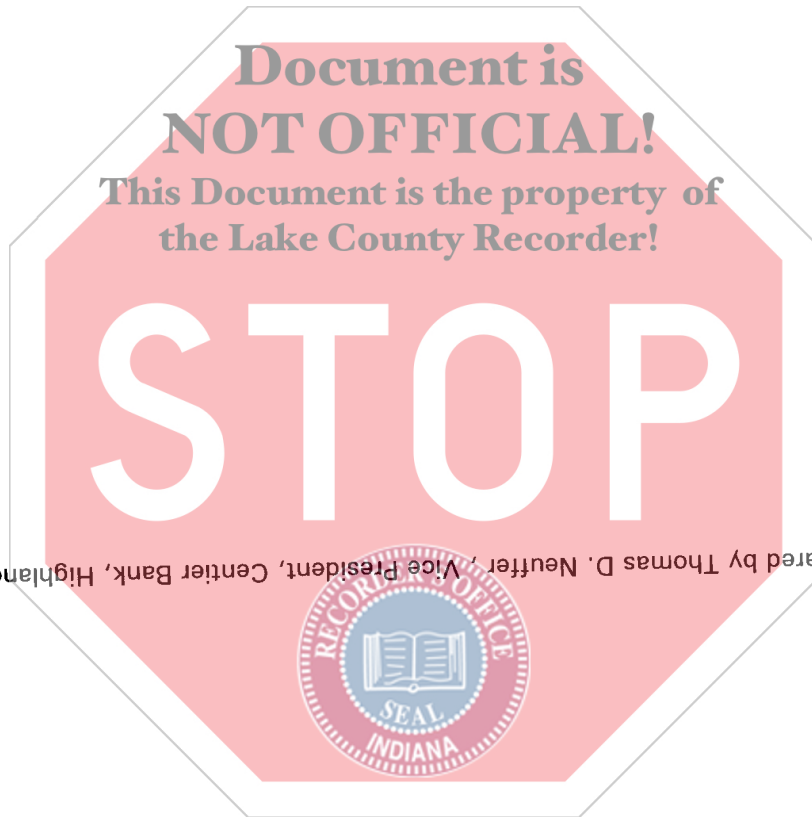 Document is
NOT OFFICIAL!
This Document is the property of
the Lake County Recorder!
STOP
ared by Thomas D. Neuffer , Vice President, Centier Bank, Highlan
RECORDER'S OFFICE
SEAL
INDIANA